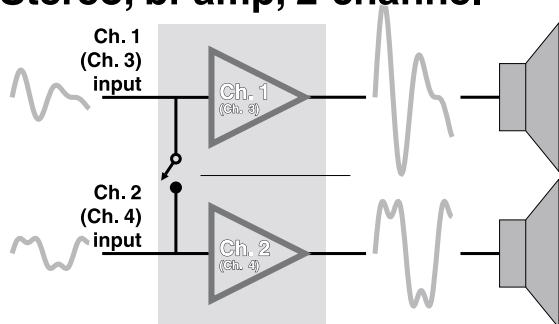 Stereo, bi-amp, 2-channel
Ch. 1
(Ch. 3)
input
Ch. 1
(Ch. 3)
Ch. 2
(Ch. 4)
input
Ch. 2
(Ch. 4)